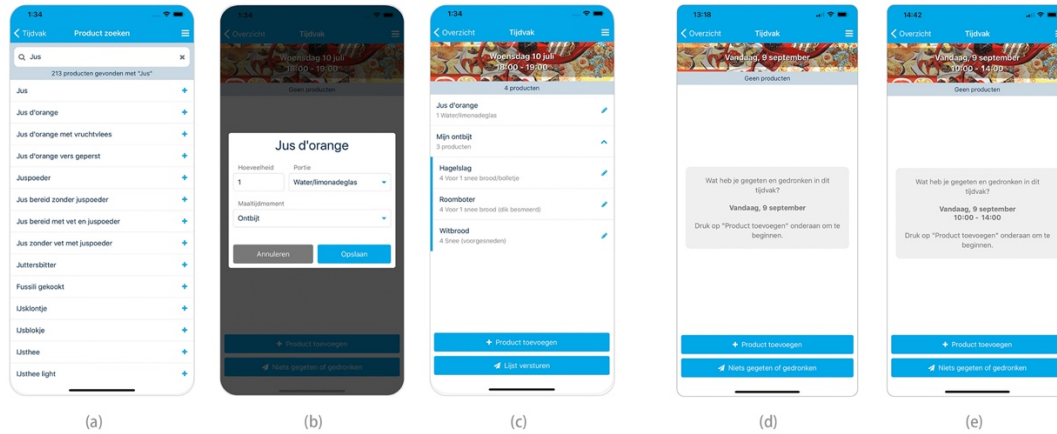 1:34
Tijdvak
Product zoeken
Jus
213 producten gevonden met "Jus"
Jus
Jus d'orange
Jus d'orange met vruchtvlees
Jus d'orange vers geperst
Juspoeder
Jus bereid zonder juspoeder
Jus bereid met vet en juspoeder
Jus zonder vet met juspoeder
Juttersbitter
Fussili gekookt
IJsklontje
IJsblokje
IJsthee
IJsthee light
(a)
1:34
Overzicht
Tijdvak
Woensdag 10 juli
18:00 - 19:00
Geen producten
Jus d'orange
Hoeveelheid
Portie
1
Water/limonadeglas
Maaltijdmoment
Ontbijt
Annuleren
Opslaan
Product toevoegen
Niets gegeten of gedronken
(b)
1:34
Overzicht
Tijdvak
Woensdag 10 juli
18:00 - 19:00
4 producten
Jus d'orange
1 Water/limonadeglas
Mijn ontbijt
3 producten
Hagelslag
4 Voor 1 snee brood/bolletje
Roomboter
4 Voor 1 snee brood (dik besmeerd)
Witbrood
4 Snee (voorgesneden)
Product toevoegen
Lijst versturen
(c)
13:18
Overzicht
Tijdvak
Vandaag, 9 september
Geen producten
Wat heb je gegeten en gedronken in dit
tijdvak?
Vandaag, 9 september
Druk op "Product toevoegen" onderaan om te
beginnen.
Product toevoegen
Niets gegeten of gedronken
(d)
14:42
Overzicht
Tijdvak
Vandaag, 9 september
10:00 - 14:00
Geen producten
Wat heb je gegeten en gedronken in dit
tijdvak?
Vandaag, 9 september
10:00 - 14:00
Druk op "Product toevoegen" onderaan om te
beginnen.
Product toevoegen
Niets gegeten of gedronken
(e)